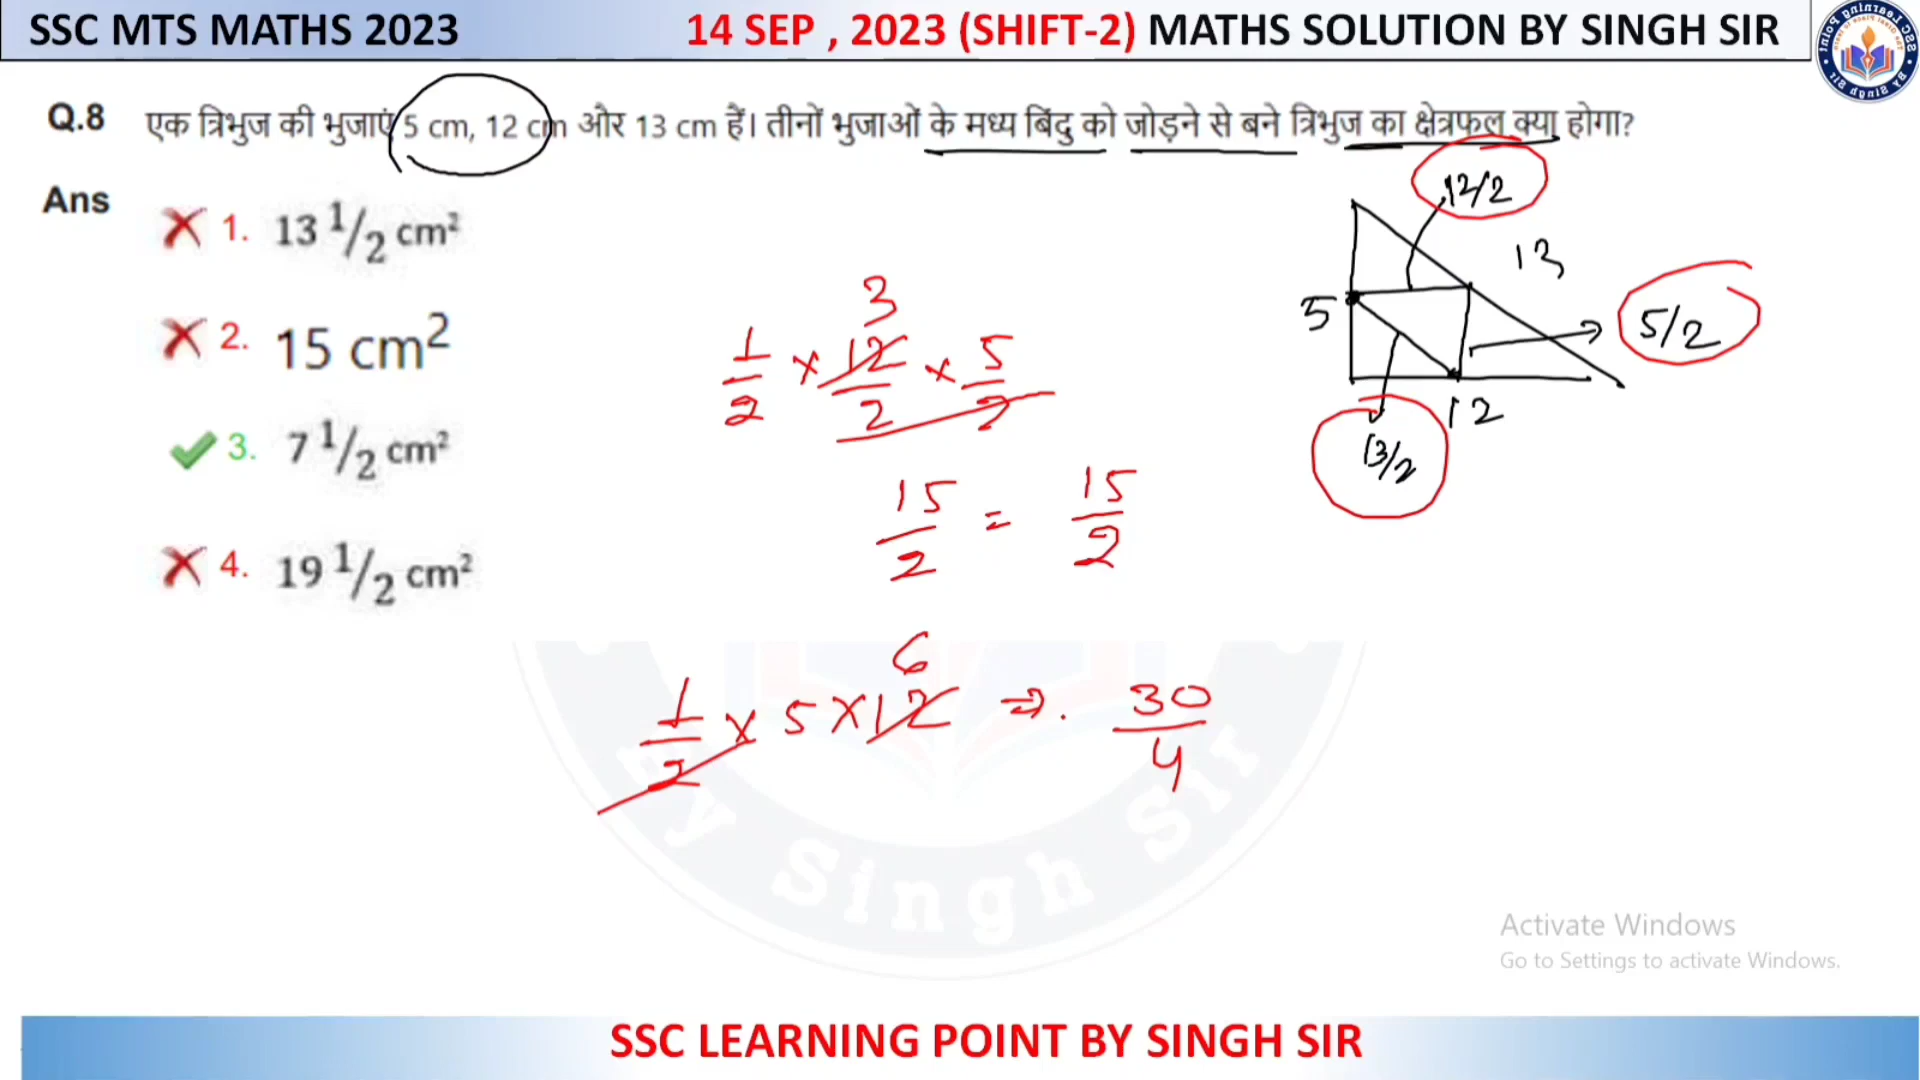 SSC MTS MATHS 2023
14 SEP , 2023 (SHIFT-2) MATHS SOLUTION BY SINGH SIR
Q.8 एक त्रिभुज की भुजाएं 5 cm, 12 cm और 13 cm हैं। तीनों भुजाओं के मध्य बिंदु को जोड़ने से बने त्रिभुज का क्षेत्रफल क्या होगा?
Ans
1. 13 1/2 cm²
2. 15 cm²
3. 7 1/2 cm²
4. 19 1/2 cm²
12/2
13
5
5/2
12
13/2
3
1/2 × 12/2 × 5/2
15/2 = 15/2
6
1/2 × 5 × 12 ⇒. 30/4
By Singh Sir
Activate Windows
Go to Settings to activate Windows.
SSC LEARNING POINT BY SINGH SIR